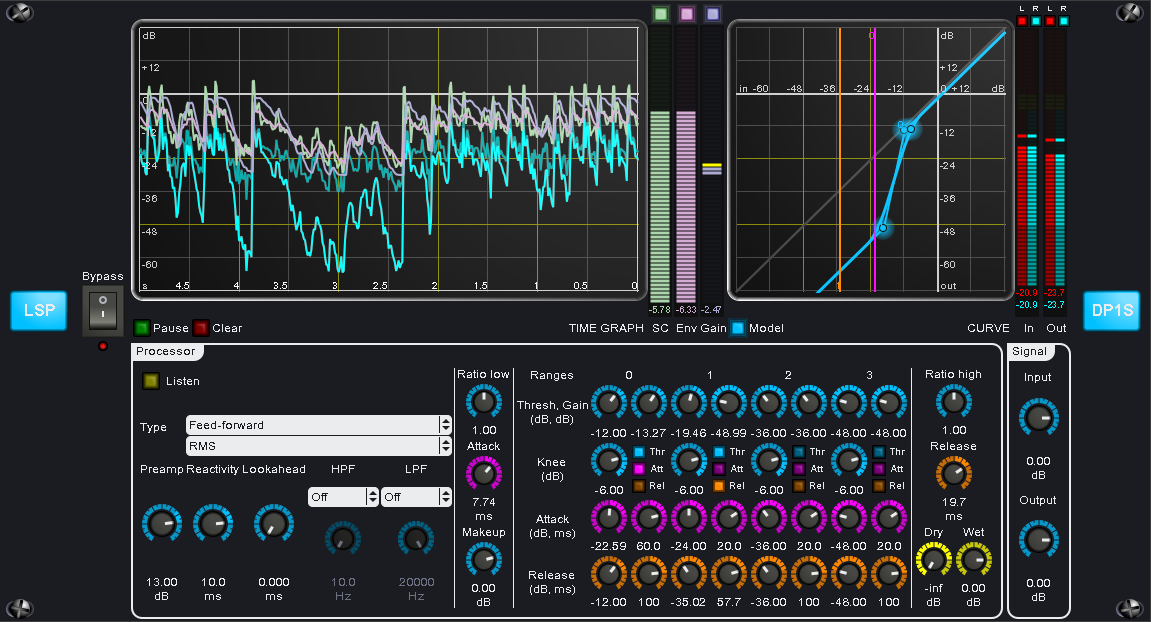 L R L R
dB
+12
0
-12
-24
-36
-48
-60
s 4.5 4 3.5 3 2.5 2 1.5 1 0.5 0
0 dB
+12
in -60 -48 -36 -24 -12 0 +12 dB
-12
-24
-36
-48
-60
1 out
-5.78 -6.33 -2.47
-20.9 -23.7
-20.9 -23.7
Bypass
LSP
DP1S
Pause Clear
TIME GRAPH SC Env Gain Model
CURVE In Out
Processor
Signal
Listen
Type
Feed-forward
RMS
Preamp Reactivity Lookahead HPF LPF
Off Off
13.00 10.0 0.000 10.0 20000
dB ms ms Hz Hz
Ratio low
1.00
Attack
7.74
ms
Makeup
0.00
dB
Ranges 0 1 2 3
Thresh, Gain
(dB, dB)
-12.00 -13.27 -19.46 -48.99 -36.00 -36.00 -48.00 -48.00
Knee
(dB)
Thr Thr Thr Thr
Att Att Att Att
Rel Rel Rel Rel
-6.00 -6.00 -6.00 -6.00
Attack
(dB, ms)
-22.59 60.0 -24.00 20.0 -36.00 20.0 -48.00 20.0
Release
(dB, ms)
-12.00 100 -35.02 57.7 -36.00 100 -48.00 100
Ratio high
1.00
Release
19.7
ms
Dry Wet
-inf 0.00
dB dB
Input
0.00
dB
Output
0.00
dB